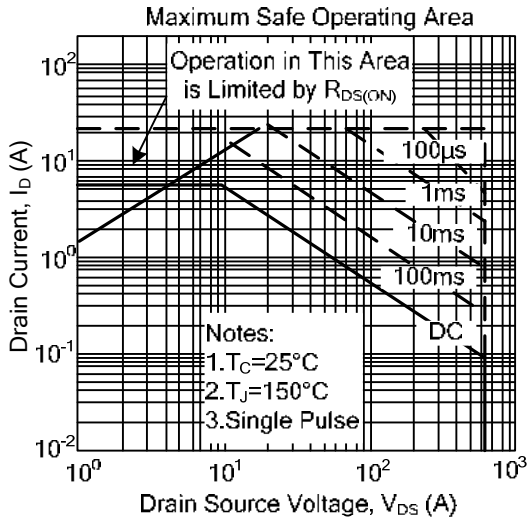 Maximum Safe Operating Area
Operation in This Area
is Limited by R_DS(ON)
100µs
1ms
10ms
100ms
DC
Notes:
1.T_C=25°C
2.T_J=150°C
3.Single Pulse
Drain Current, I_D (A)
10²
10¹
10⁰
10⁻¹
10⁻²
10⁰ 10¹ 10² 10³
Drain Source Voltage, V_DS (A)